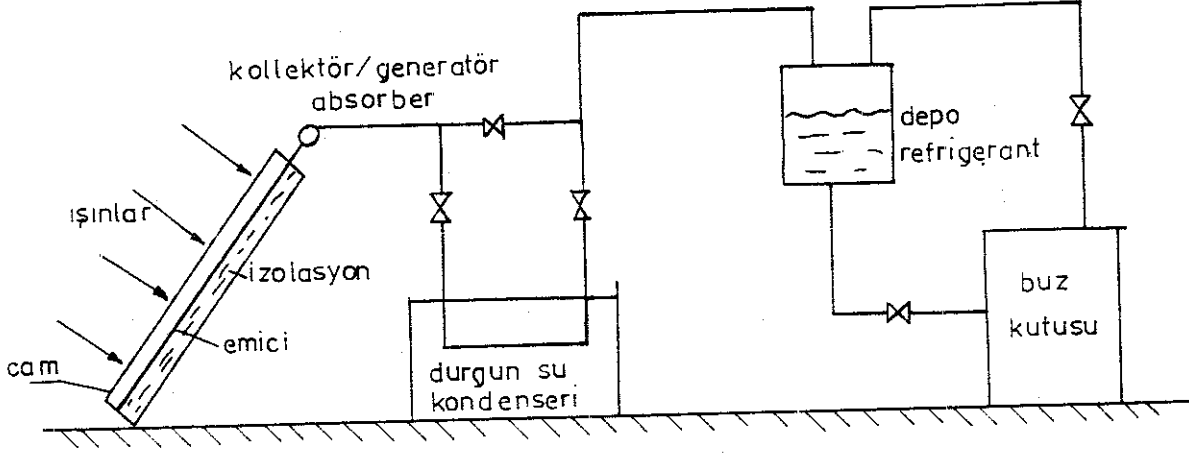 kollektör/generatör
absorber
ışınlar
izolasyon
emici
cam
durgun su
kondenseri
depo
refrigerant
buz
kutusu